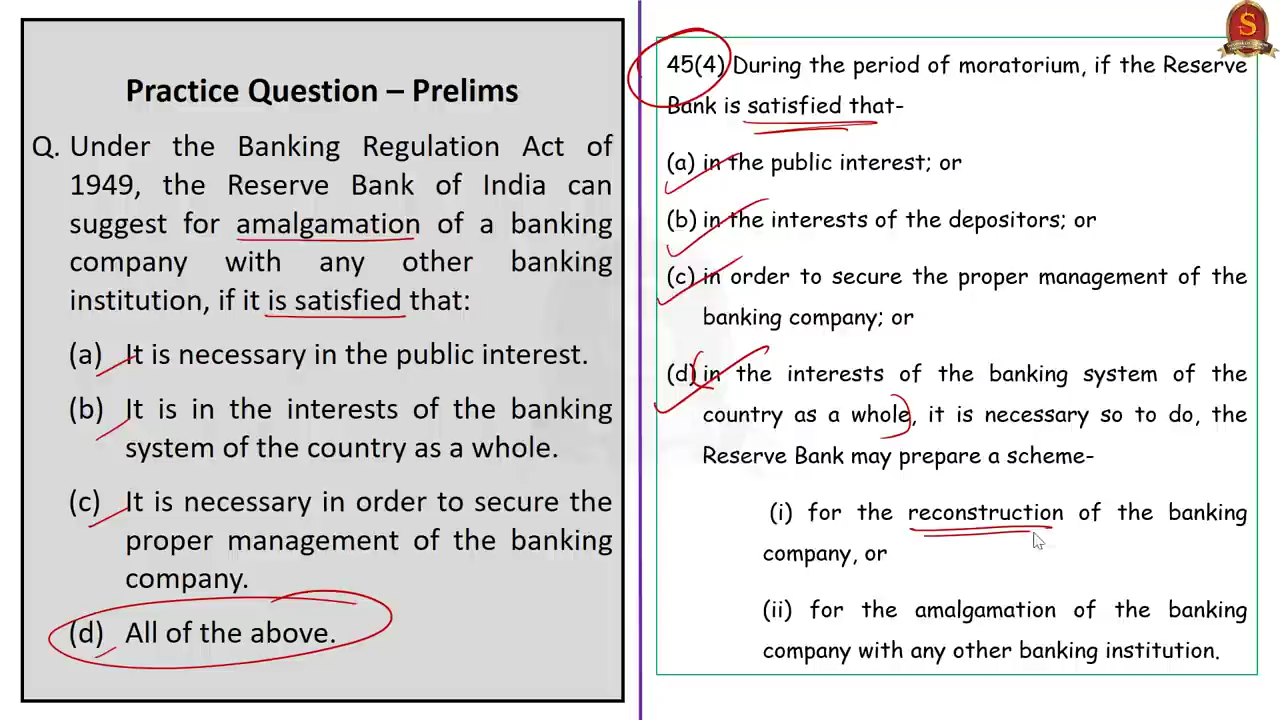 Practice Question – Prelims
Q. Under the Banking Regulation Act of
1949, the Reserve Bank of India can
suggest for amalgamation of a banking
company with any other banking
institution, if it is satisfied that:
(a) It is necessary in the public interest.
(b) It is in the interests of the banking
system of the country as a whole.
(c) It is necessary in order to secure the
proper management of the banking
company.
(d) All of the above.
45(4) During the period of moratorium, if the Reserve
Bank is satisfied that-
(a) in the public interest; or
(b) in the interests of the depositors; or
(c) in order to secure the proper management of the
banking company; or
(d) in the interests of the banking system of the
country as a whole, it is necessary so to do, the
Reserve Bank may prepare a scheme-
(i) for the reconstruction of the banking
company, or
(ii) for the amalgamation of the banking
company with any other banking institution.
S